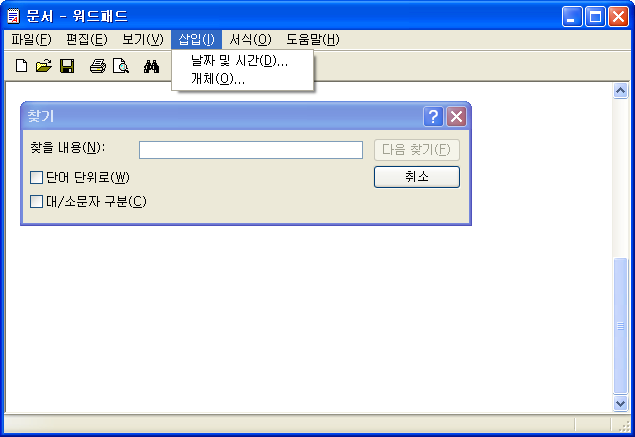 문서 - 워드패드
파일(F) 편집(E) 보기(V) 삽입(I) 서식(O) 도움말(H)
날짜 및 시간(D)...
개체(O)...
찾기
찾을 내용(N): 다음 찾기(F)
단어 단위로(W) 취소
대/소문자 구분(C)